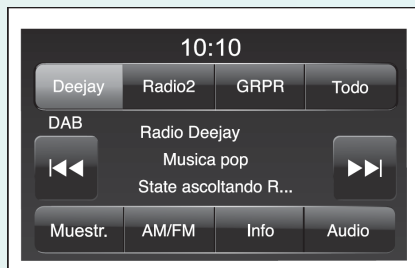 10:10
Deejay Radio2 GRPR Todo
DAB
Radio Deejay
Musica pop
State ascoltando R...
Muestr. AM/FM Info Audio